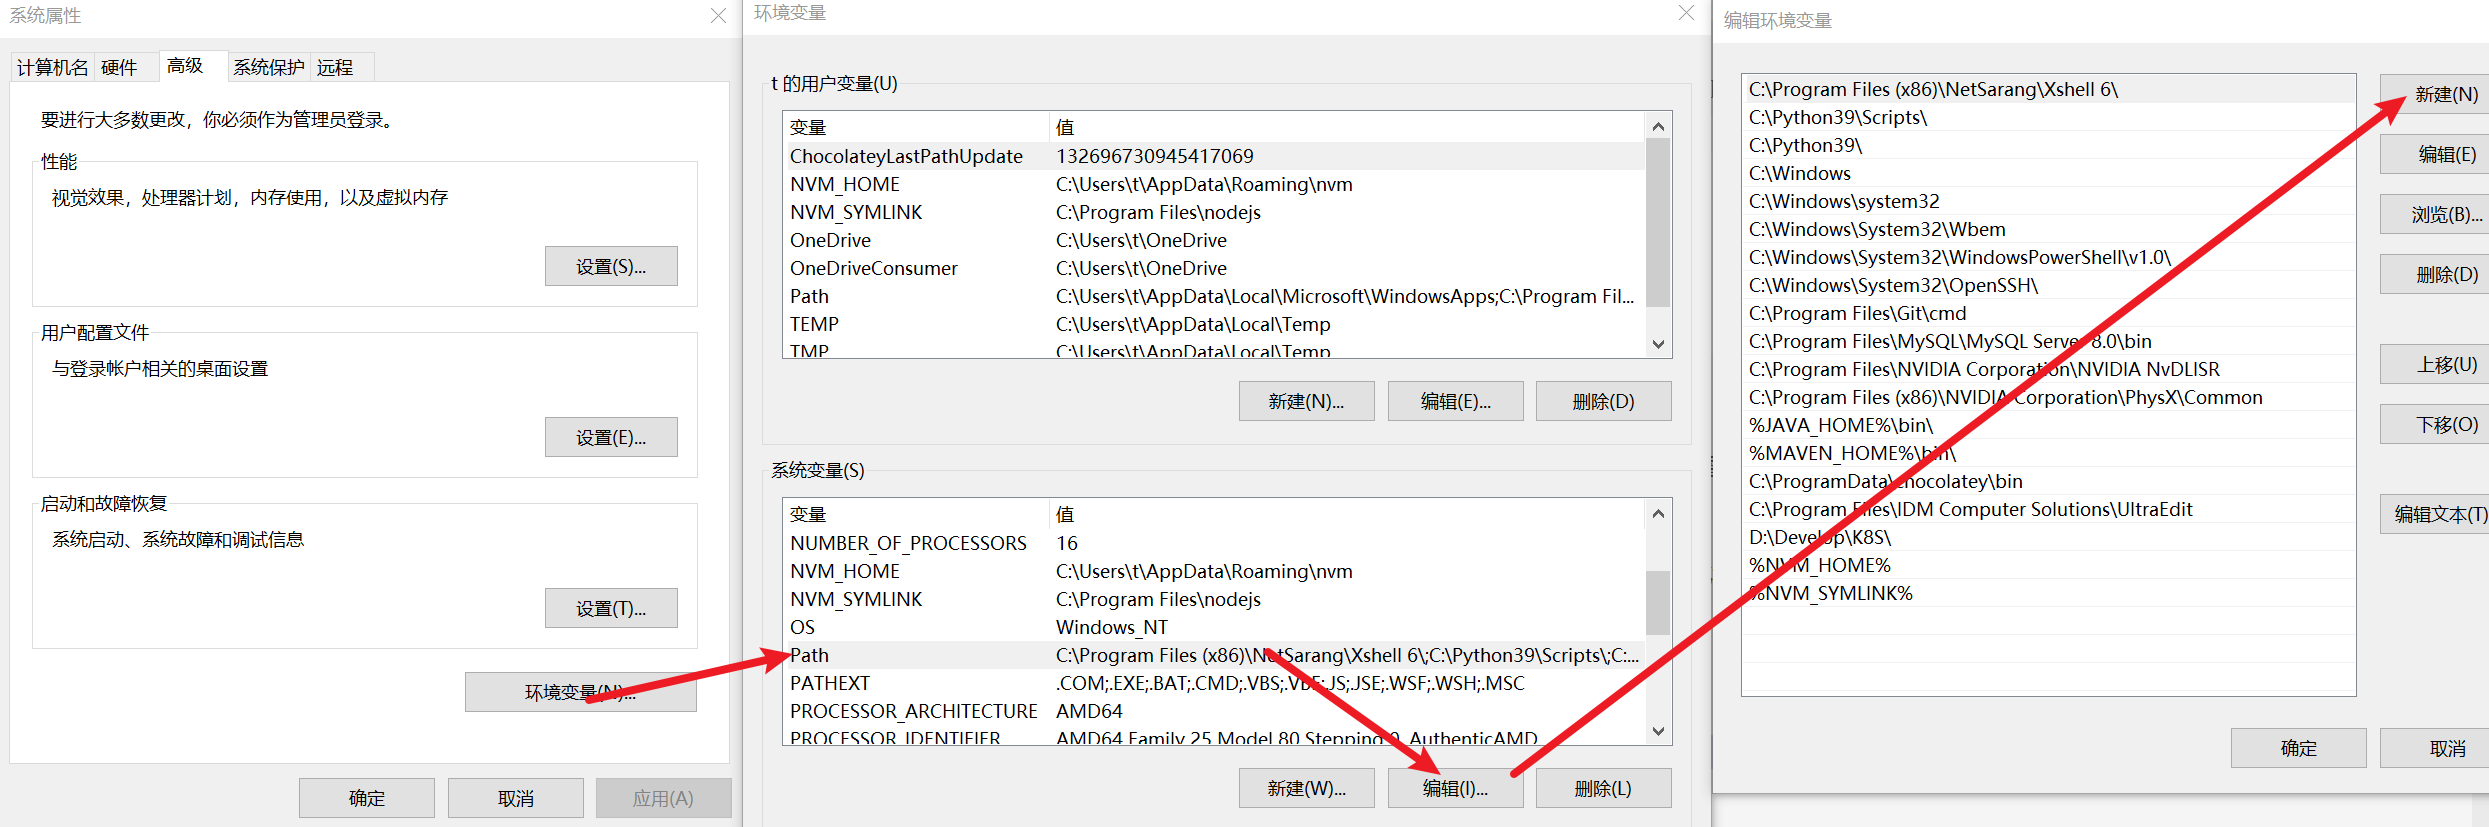 系统属性
计算机名 硬件 高级 系统保护 远程
要进行大多数更改，你必须作为管理员登录。
性能
视觉效果，处理器计划，内存使用，以及虚拟内存
设置(S)...
用户配置文件
与登录帐户相关的桌面设置
设置(E)...
启动和故障恢复
系统启动、系统故障和调试信息
设置(T)...
环境变量(N)...
确定 取消 应用(A)
环境变量
t 的用户变量(U)
变量 值
ChocolateyLastPathUpdate 132696730945417069
NVM_HOME C:\Users\t\AppData\Roaming\nvm
NVM_SYMLINK C:\Program Files\nodejs
OneDrive C:\Users\t\OneDrive
OneDriveConsumer C:\Users\t\OneDrive
Path C:\Users\t\AppData\Local\Microsoft\WindowsApps;C:\Program Fil...
TEMP C:\Users\t\AppData\Local\Temp
TMP C:\Users\t\AppData\Local\Temp
新建(N)... 编辑(E)... 删除(D)
系统变量(S)
变量 值
NUMBER_OF_PROCESSORS 16
NVM_HOME C:\Users\t\AppData\Roaming\nvm
NVM_SYMLINK C:\Program Files\nodejs
OS Windows_NT
Path C:\Program Files (x86)\NetSarang\Xshell 6\;C:\Python39\Scripts\;C:...
PATHEXT .COM;.EXE;.BAT;.CMD;.VBS;.VBE;.JS;.JSE;.WSF;.WSH;.MSC
PROCESSOR_ARCHITECTURE AMD64
PROCESSOR_IDENTIFIER AMD64 Family 25 Model 80 Stepping 0, AuthenticAMD
新建(W)... 编辑(I)... 删除(L)
编辑环境变量
C:\Program Files (x86)\NetSarang\Xshell 6\
C:\Python39\Scripts\
C:\Python39\
C:\Windows
C:\Windows\system32
C:\Windows\System32\Wbem
C:\Windows\System32\WindowsPowerShell\v1.0\
C:\Windows\System32\OpenSSH\
C:\Program Files\Git\cmd
C:\Program Files\MySQL\MySQL Server 8.0\bin
C:\Program Files\NVIDIA Corporation\NVIDIA NvDLISR
C:\Program Files (x86)\NVIDIA Corporation\PhysX\Common
%JAVA_HOME%\bin\
%MAVEN_HOME%\bin\
C:\ProgramData\chocolatey\bin
C:\Program Files\IDM Computer Solutions\UltraEdit
D:\Develop\K8S\
%NVM_HOME%
%NVM_SYMLINK%
新建(N)
编辑(E)
浏览(B)...
删除(D)
上移(U)
下移(O)
编辑文本(T)
确定 取消